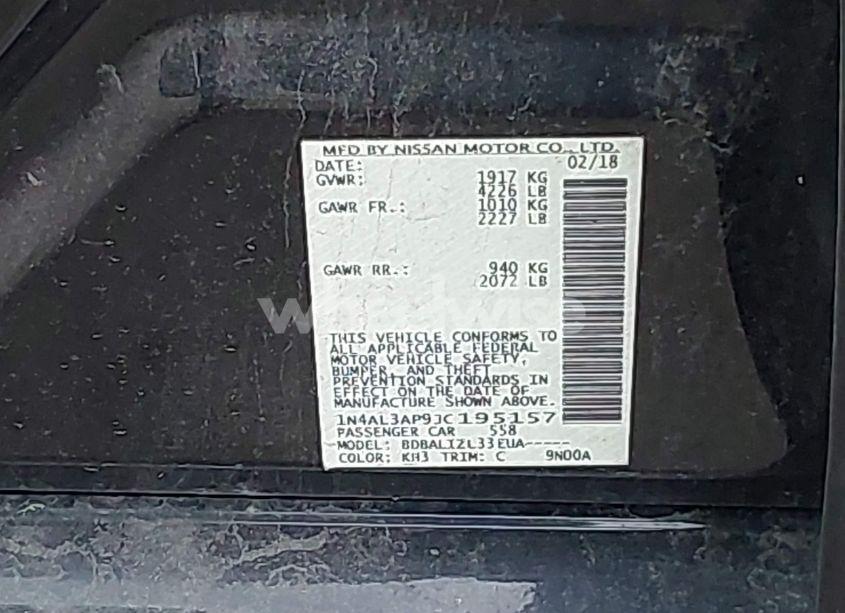 MFD BY NISSAN MOTOR CO., LTD.
DATE: 02/18
GVWR: 1917 KG
4226 LB
GAWR FR.: 1010 KG
2227 LB
GAWR RR.: 940 KG
2072 LB
THIS VEHICLE CONFORMS TO
ALL APPLICABLE FEDERAL
MOTOR VEHICLE SAFETY,
BUMPER, AND THEFT
PREVENTION STANDARDS IN
EFFECT ON THE DATE OF
MANUFACTURE SHOWN ABOVE.
1N4AL3AP9JC195157
PASSENGER CAR 558
MODEL: BDBALIZL33EUA-----
COLOR: KH3 TRIM: C 9N00A